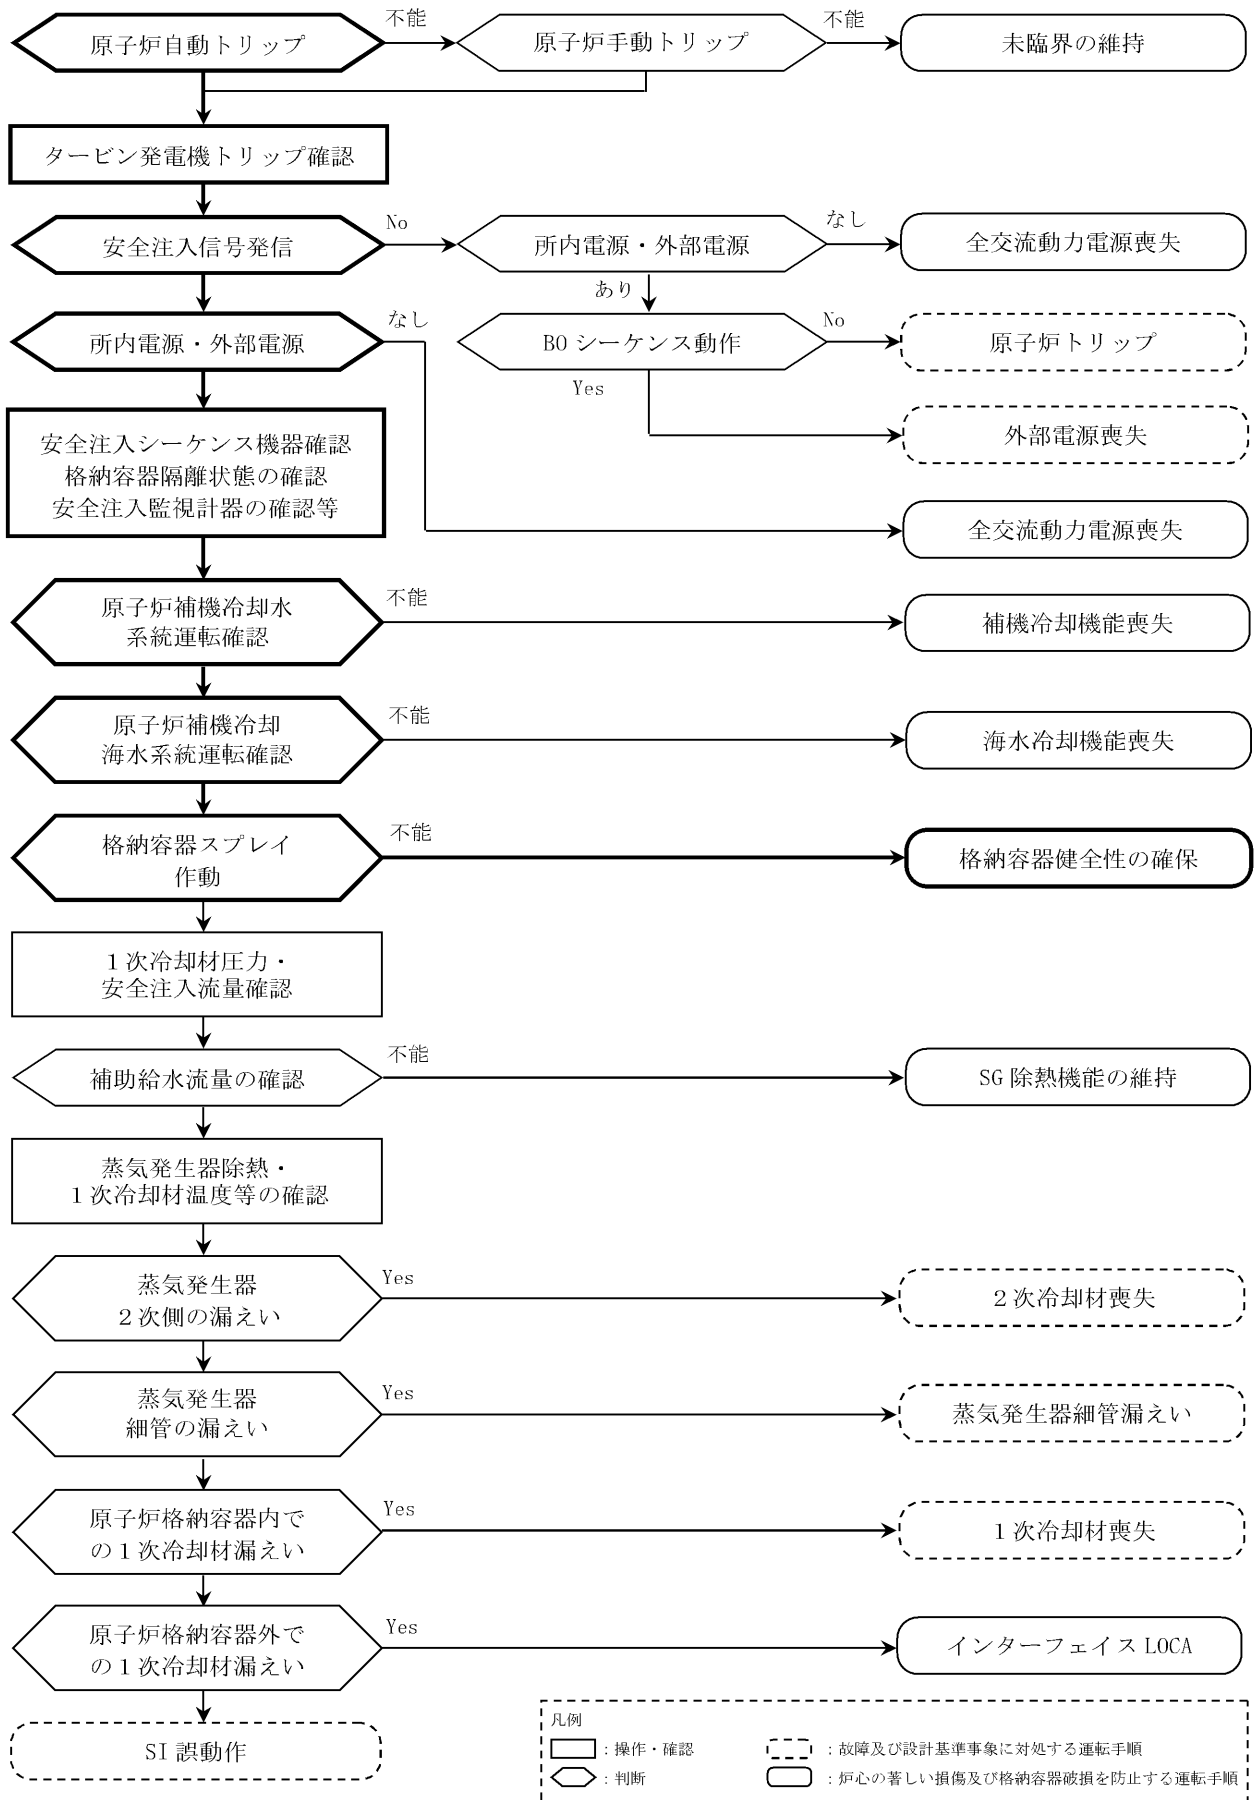 原子炉自動トリップ
不能
原子炉手動トリップ
不能
未臨界の維持
タービン発電機トリップ確認
安全注入信号発信
No
所内電源・外部電源
なし
全交流動力電源喪失
あり
所内電源・外部電源
なし
BOシーケンス動作
No
原子炉トリップ
Yes
外部電源喪失
安全注入シーケンス機器確認
格納容器隔離状態の確認
安全注入監視計器の確認等
全交流動力電源喪失
原子炉補機冷却水
系統運転確認
不能
補機冷却機能喪失
原子炉補機冷却
海水系統運転確認
不能
海水冷却機能喪失
格納容器スプレイ
作動
不能
格納容器健全性の確保
1次冷却材圧力・
安全注入流量確認
補助給水流量の確認
不能
SG除熱機能の維持
蒸気発生器除熱・
1次冷却材温度等の確認
蒸気発生器
2次側の漏えい
Yes
2次冷却材喪失
蒸気発生器
細管の漏えい
Yes
蒸気発生器細管漏えい
原子炉格納容器内で
の1次冷却材漏えい
Yes
1次冷却材喪失
原子炉格納容器外で
の1次冷却材漏えい
Yes
インターフェイスLOCA
SI誤動作
凡例
：操作・確認
：故障及び設計基準事象に対処する運転手順
：判断
：炉心の著しい損傷及び格納容器破損を防止する運転手順